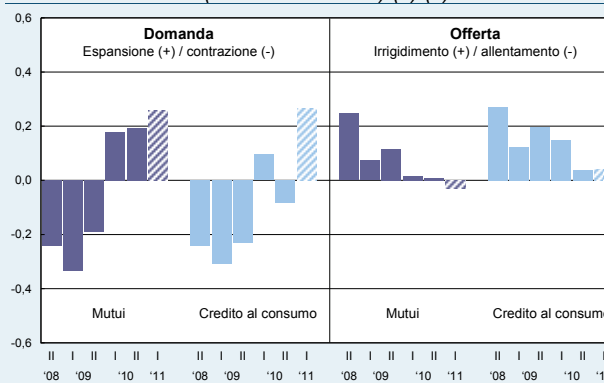 Domanda
Espansione (+) / contrazione (-)
Offerta
Irrigidimento (+) / allentamento (-)
0,6
0,4
0,2
0,0
-0,2
-0,4
-0,6
Mutui
Credito al consumo
Mutui
Credito al consumo
II I II I II I II I II I II I II I II I II I II I II
'08 '09 '10 '11 '08 '09 '10 '11 '08 '09 '10 '11 '08 '09 '10